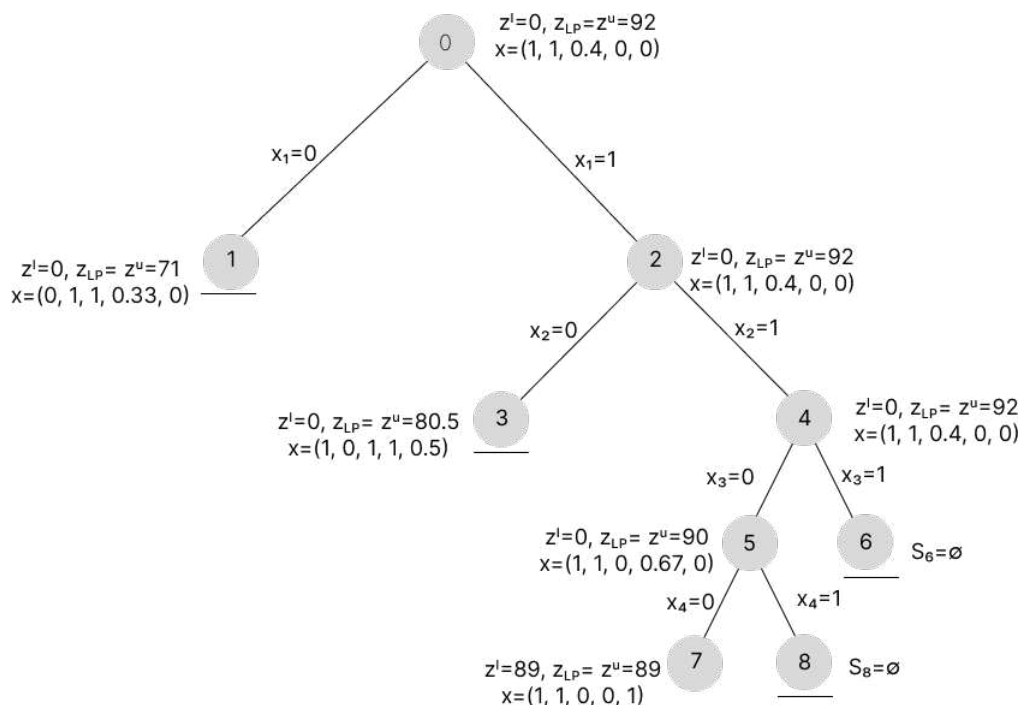 zˡ=0, z_LP=zᵘ=92
0
x=(1, 1, 0.4, 0, 0)
x₁=0
x₁=1
1
zˡ=0, z_LP= zᵘ=71
x=(0, 1, 1, 0.33, 0)
2
zˡ=0, z_LP= zᵘ=92
x=(1, 1, 0.4, 0, 0)
x₂=0
x₂=1
zˡ=0, z_LP= zᵘ=80.5
x=(1, 0, 1, 1, 0.5)
3
4
zˡ=0, z_LP= zᵘ=92
x=(1, 1, 0.4, 0, 0)
x₃=0
x₃=1
zˡ=0, z_LP= zᵘ=90
x=(1, 1, 0, 0.67, 0)
5
6
S₆=ø
x₄=0
x₄=1
zˡ=89, z_LP= zᵘ=89
x=(1, 1, 0, 0, 1)
7
8
S₈=ø